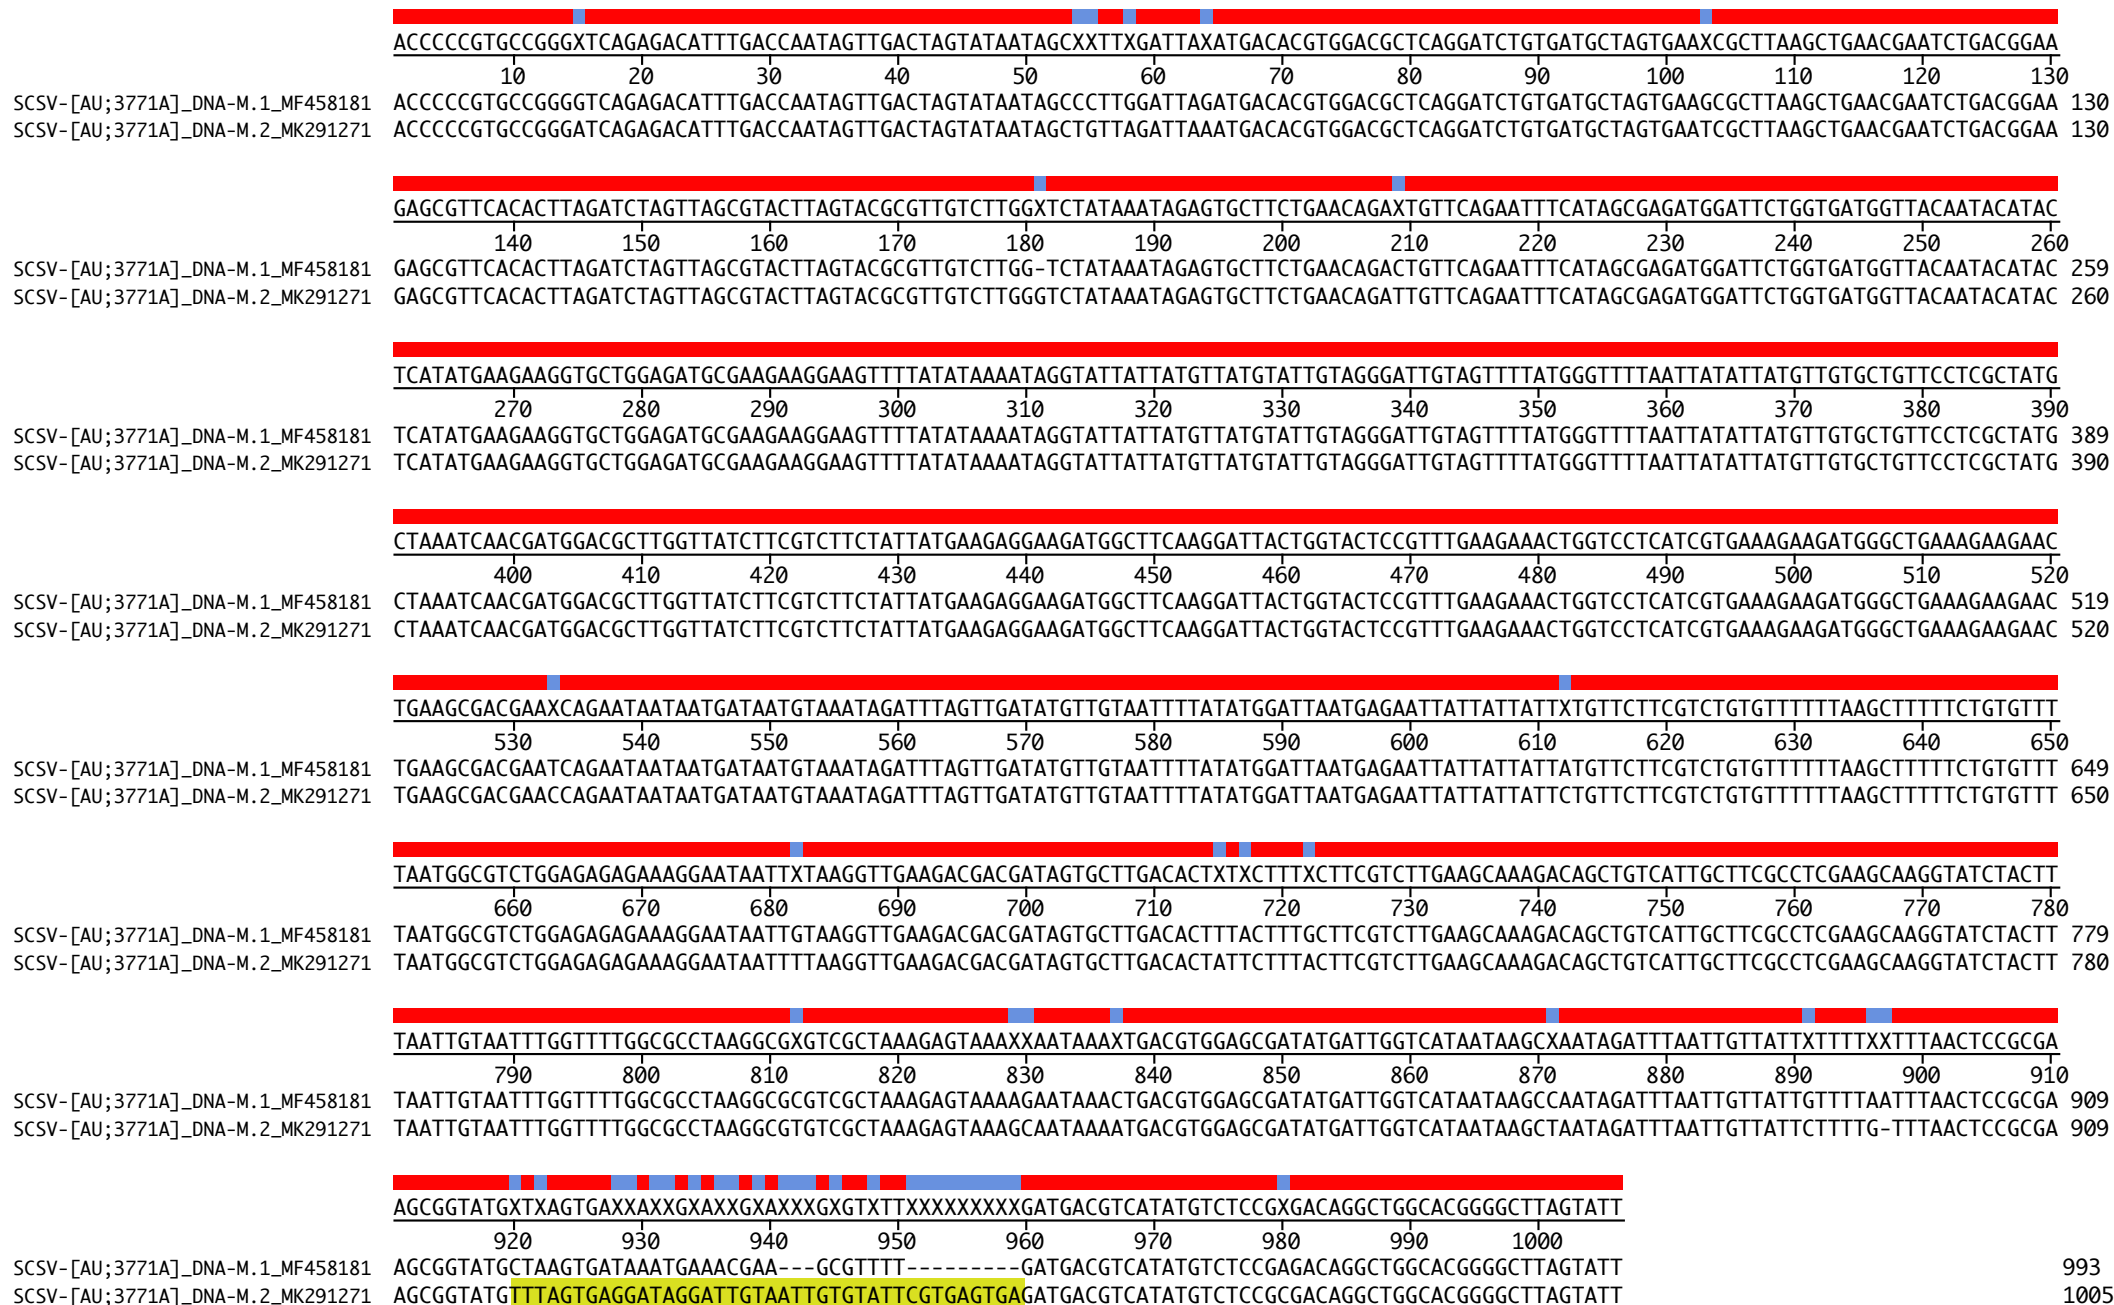 ACCCCCGTGCCGGGXTCAGAGACATTTGACCAATAGTTGACTAGTATAATAGCXXTTXGATTAXATGACACGTGGACGCTCAGGATCTGTGATGCTAGTGAAXCGCTTAAGCTGAACGAATCTGACGGAA
10 20 30 40 50 60 70 80 90 100 110 120 130
SCSV-[AU;3771A]_DNA-M.1_MF458181 ACCCCCGTGCCGGGGTCAGAGACATTTGACCAATAGTTGACTAGTATAATAGCCCTTGGATTAGATGACACGTGGACGCTCAGGATCTGTGATGCTAGTGAAGCGCTTAAGCTGAACGAATCTGACGGAA 130
SCSV-[AU;3771A]_DNA-M.2_MK291271 ACCCCCGTGCCGGGATCAGAGACATTTGACCAATAGTTGACTAGTATAATAGCTGTTAGATTAAATGACACGTGGACGCTCAGGATCTGTGATGCTAGTGAATCGCTTAAGCTGAACGAATCTGACGGAA 130
GAGCGTTCACACTTAGATCTAGTTAGCGTACTTAGTACGCGTTGTCTTGGXTCTATAAATAGAGTGCTTCTGAACAGAXTGTTCAGAATTTCATAGCGAGATGGATTCTGGTGATGGTTACAATACATAC
140 150 160 170 180 190 200 210 220 230 240 250 260
SCSV-[AU;3771A]_DNA-M.1_MF458181 GAGCGTTCACACTTAGATCTAGTTAGCGTACTTAGTACGCGTTGTCTTGG-TCTATAAATAGAGTGCTTCTGAACAGACTGTTCAGAATTTCATAGCGAGATGGATTCTGGTGATGGTTACAATACATAC 259
SCSV-[AU;3771A]_DNA-M.2_MK291271 GAGCGTTCACACTTAGATCTAGTTAGCGTACTTAGTACGCGTTGTCTTGGGTCTATAAATAGAGTGCTTCTGAACAGATTGTTCAGAATTTCATAGCGAGATGGATTCTGGTGATGGTTACAATACATAC 260
TCATATGAAGAAGGTGCTGGAGATGCGAAGAAGGAAGTTTTATATAAAATAGGTATTATTATGTTATGTATTGTAGGGATTGTAGTTTTATGGGTTTTAATTATATTATGTTGTGCTGTTCCTCGCTATG
270 280 290 300 310 320 330 340 350 360 370 380 390
SCSV-[AU;3771A]_DNA-M.1_MF458181 TCATATGAAGAAGGTGCTGGAGATGCGAAGAAGGAAGTTTTATATAAAATAGGTATTATTATGTTATGTATTGTAGGGATTGTAGTTTTATGGGTTTTAATTATATTATGTTGTGCTGTTCCTCGCTATG 389
SCSV-[AU;3771A]_DNA-M.2_MK291271 TCATATGAAGAAGGTGCTGGAGATGCGAAGAAGGAAGTTTTATATAAAATAGGTATTATTATGTTATGTATTGTAGGGATTGTAGTTTTATGGGTTTTAATTATATTATGTTGTGCTGTTCCTCGCTATG 390
CTAAATCAACGATGGACGCTTGGTTATCTTCGTCTTCTATTATGAAGAGGAAGATGGCTTCAAGGATTACTGGTACTCCGTTTGAAGAAACTGGTCCTCATCGTGAAAGAAGATGGGCTGAAAGAAGAAC
400 410 420 430 440 450 460 470 480 490 500 510 520
SCSV-[AU;3771A]_DNA-M.1_MF458181 CTAAATCAACGATGGACGCTTGGTTATCTTCGTCTTCTATTATGAAGAGGAAGATGGCTTCAAGGATTACTGGTACTCCGTTTGAAGAAACTGGTCCTCATCGTGAAAGAAGATGGGCTGAAAGAAGAAC 519
SCSV-[AU;3771A]_DNA-M.2_MK291271 CTAAATCAACGATGGACGCTTGGTTATCTTCGTCTTCTATTATGAAGAGGAAGATGGCTTCAAGGATTACTGGTACTCCGTTTGAAGAAACTGGTCCTCATCGTGAAAGAAGATGGGCTGAAAGAAGAAC 520
TGAAGCGACGAAXCAGAATAATAATGATAATGTAAATAGATTTAGTTGATATGTTGTAATTTTATATGGATTAATGAGAATTATTATTATTXTGTTCTTCGTCTGTGTTTTTTAAGCTTTTTCTGTGTTT
530 540 550 560 570 580 590 600 610 620 630 640 650
SCSV-[AU;3771A]_DNA-M.1_MF458181 TGAAGCGACGAATCAGAATAATAATGATAATGTAAATAGATTTAGTTGATATGTTGTAATTTTATATGGATTAATGAGAATTATTATTATTATGTTCTTCGTCTGTGTTTTTTAAGCTTTTTCTGTGTTT 649
SCSV-[AU;3771A]_DNA-M.2_MK291271 TGAAGCGACGAACCAGAATAATAATGATAATGTAAATAGATTTAGTTGATATGTTGTAATTTTATATGGATTAATGAGAATTATTATTATTCTGTTCTTCGTCTGTGTTTTTTAAGCTTTTTCTGTGTTT 650
TAATGGCGTCTGGAGAGAGAAAGGAATAATTXTAAGGTTGAAGACGACGATAGTGCTTGACACTXTXCTTTXCTTCGTCTTGAAGCAAAGACAGCTGTCATTGCTTCGCCTCGAAGCAAGGTATCTACTT
660 670 680 690 700 710 720 730 740 750 760 770 780
SCSV-[AU;3771A]_DNA-M.1_MF458181 TAATGGCGTCTGGAGAGAGAAAGGAATAATTGTAAGGTTGAAGACGACGATAGTGCTTGACACTTTACTTTGCTTCGTCTTGAAGCAAAGACAGCTGTCATTGCTTCGCCTCGAAGCAAGGTATCTACTT 779
SCSV-[AU;3771A]_DNA-M.2_MK291271 TAATGGCGTCTGGAGAGAGAAAGGAATAATTTTAAGGTTGAAGACGACGATAGTGCTTGACACTATTCTTTACTTCGTCTTGAAGCAAAGACAGCTGTCATTGCTTCGCCTCGAAGCAAGGTATCTACTT 780
TAATTGTAATTTGGTTTTGGCGCCTAAGGCGXGTCGCTAAAGAGTAAAXXAATAAAXTGACGTGGAGCGATATGATTGGTCATAATAAGCXAATAGATTTAATTGTTATTXTTTTXXTTTAACTCCGCGA
790 800 810 820 830 840 850 860 870 880 890 900 910
SCSV-[AU;3771A]_DNA-M.1_MF458181 TAATTGTAATTTGGTTTTGGCGCCTAAGGCGCGTCGCTAAAGAGTAAAAGAATAAACTGACGTGGAGCGATATGATTGGTCATAATAAGCCAATAGATTTAATTGTTATTGTTTTAATTTAACTCCGCGA 909
SCSV-[AU;3771A]_DNA-M.2_MK291271 TAATTGTAATTTGGTTTTGGCGCCTAAGGCGTGTCGCTAAAGAGTAAAGCAATAAAATGACGTGGAGCGATATGATTGGTCATAATAAGCTAATAGATTTAATTGTTATTCTTTTG-TTTAACTCCGCGA 909
AGCGGTATGXTXAGTGAXXAXXGXAXXGXAXXXGXGTXTTXXXXXXXXXGATGACGTCATATGTCTCCGXGACAGGCTGGCACGGGGCTTAGTATT
920 930 940 950 960 970 980 990 1000
SCSV-[AU;3771A]_DNA-M.1_MF458181 AGCGGTATGCTAAGTGATAAATGAAACGAA---GCGTTTT---------GATGACGTCATATGTCTCCGAGACAGGCTGGCACGGGGCTTAGTATT 993
SCSV-[AU;3771A]_DNA-M.2_MK291271 AGCGGTATGTTTAGTGAGGATAGGATTGTAATTGTGTATTCGTGAGTGAGATGACGTCATATGTCTCCGCGACAGGCTGGCACGGGGCTTAGTATT 1005